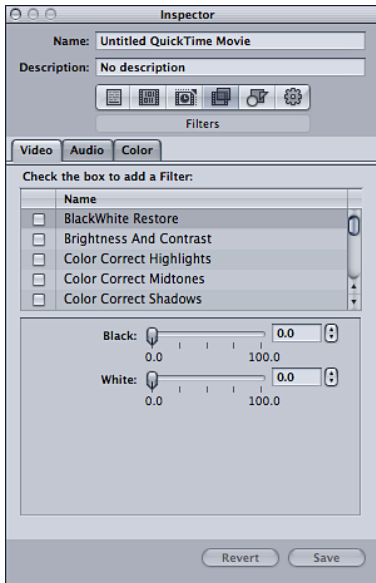 Inspector
Name: Untitled QuickTime Movie
Description: No description
Filters
Video Audio Color
Check the box to add a Filter:
Name
BlackWhite Restore
Brightness And Contrast
Color Correct Highlights
Color Correct Midtones
Color Correct Shadows
Black: 0.0
0.0 100.0
White: 0.0
0.0 100.0
Revert Save